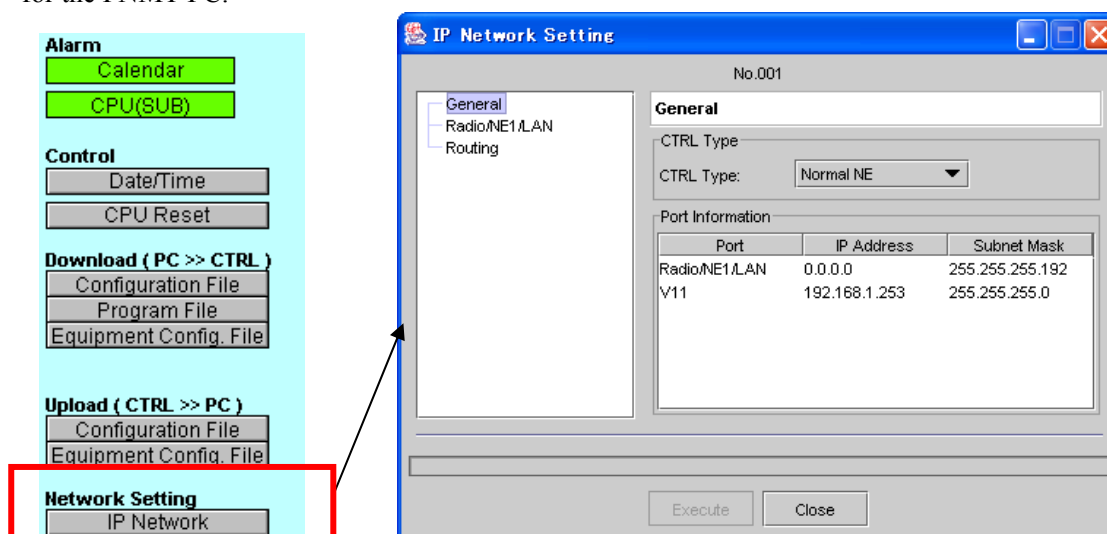 Alarm
Calendar
CPU(SUB)
Control
Date/Time
CPU Reset
Download ( PC >> CTRL )
Configuration File
Program File
Equipment Config. File
Upload ( CTRL >> PC )
Configuration File
Equipment Config. File
Network Setting
IP Network
IP Network Setting
No.001
General
Radio/NE1/LAN
Routing
General
CTRL Type
CTRL Type: Normal NE
Port Information
Port IP Address Subnet Mask
Radio/NE1/LAN 0.0.0.0 255.255.255.192
V11 192.168.1.253 255.255.255.0
Execute Close